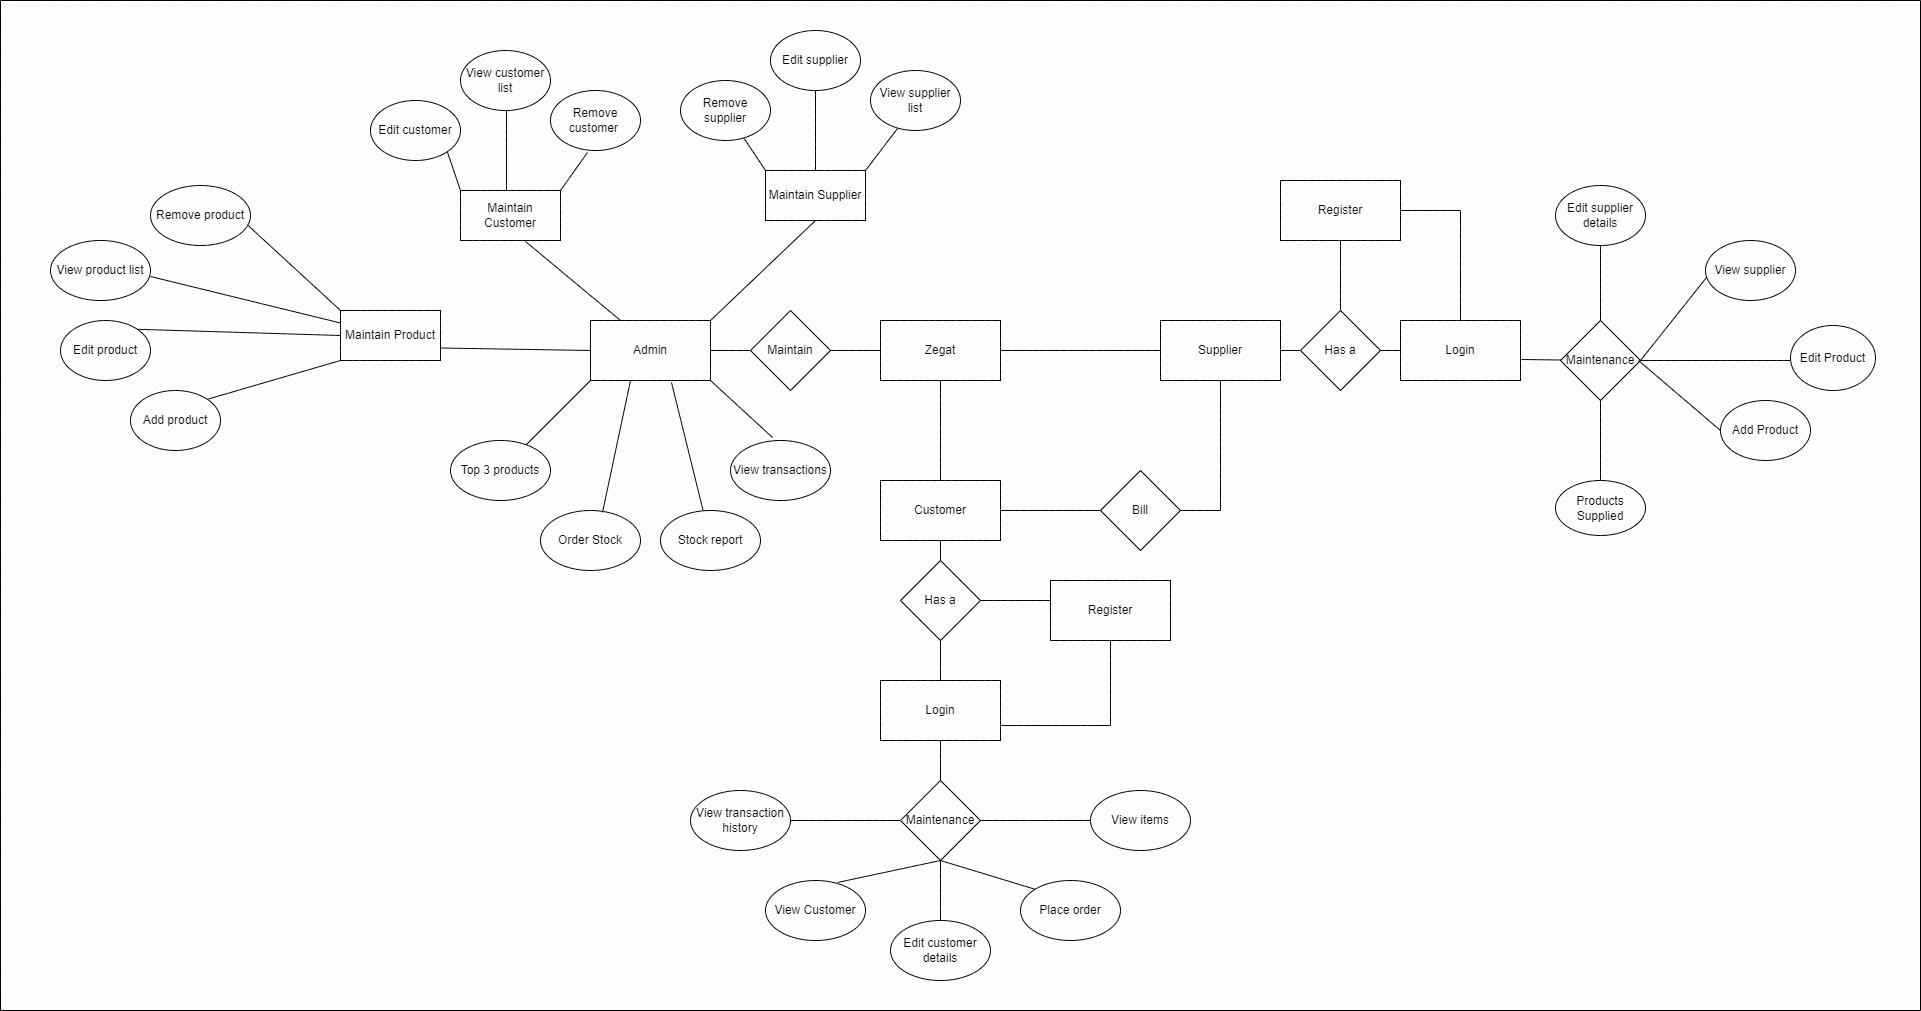 Edit supplier
View customer
list
View supplier
list
Remove
supplier
Remove
customer
Edit customer
Maintain Supplier
Maintain
Customer
Remove product
Register
Edit supplier
details
View product list
View supplier
Maintain Product
Edit product
Admin
Maintain
Zegat
Supplier
Has a
Login
Maintenance
Edit Product
Add product
Add Product
Top 3 products
View transactions
Order Stock
Stock report
Customer
Bill
Products
Supplied
Has a
Register
Login
View transaction
history
Maintenance
View items
View Customer
Place order
Edit customer
details